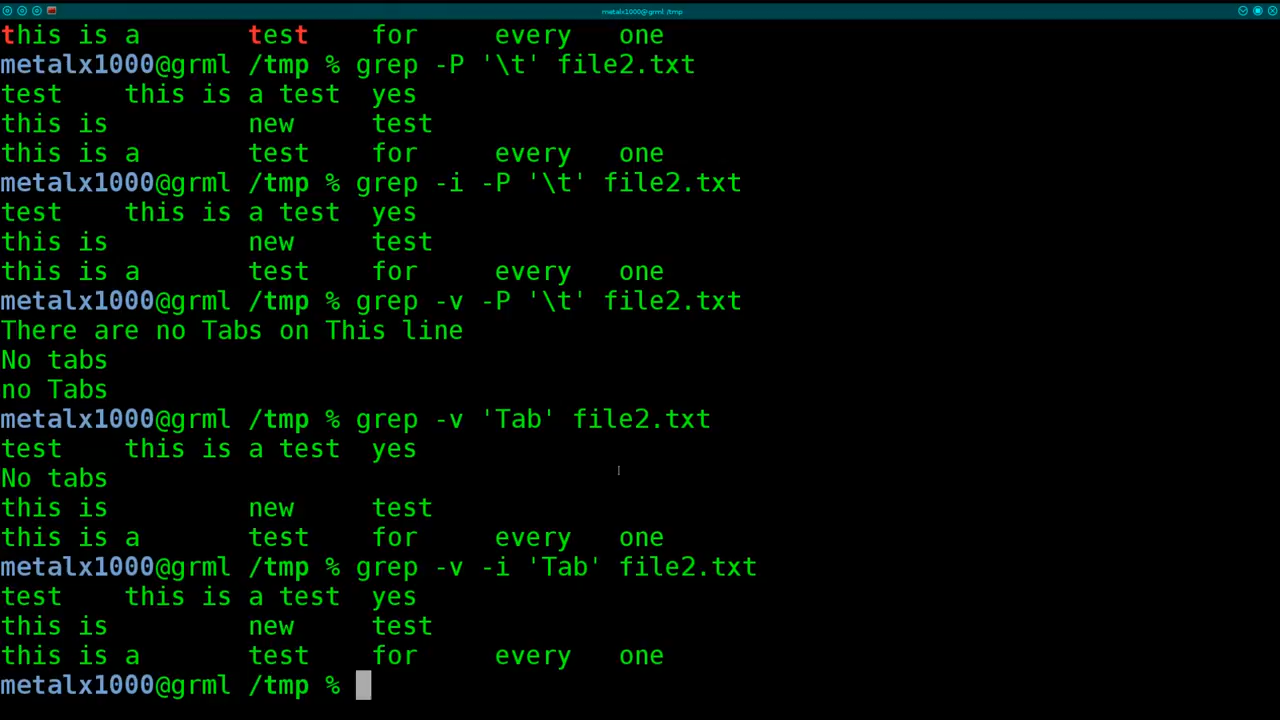 metalx1000@grml: /tmp
this is a       test    for     every   one
metalx1000@grml /tmp % grep -P '\t' file2.txt
test    this is a test  yes
this is         new     test
this is a       test    for     every   one
metalx1000@grml /tmp % grep -i -P '\t' file2.txt
test    this is a test  yes
this is         new     test
this is a       test    for     every   one
metalx1000@grml /tmp % grep -v -P '\t' file2.txt
There are no Tabs on This line
No tabs
no Tabs
metalx1000@grml /tmp % grep -v 'Tab' file2.txt
test    this is a test  yes
No tabs
this is         new     test
this is a       test    for     every   one
metalx1000@grml /tmp % grep -v -i 'Tab' file2.txt
test    this is a test  yes
this is         new     test
this is a       test    for     every   one
metalx1000@grml /tmp %